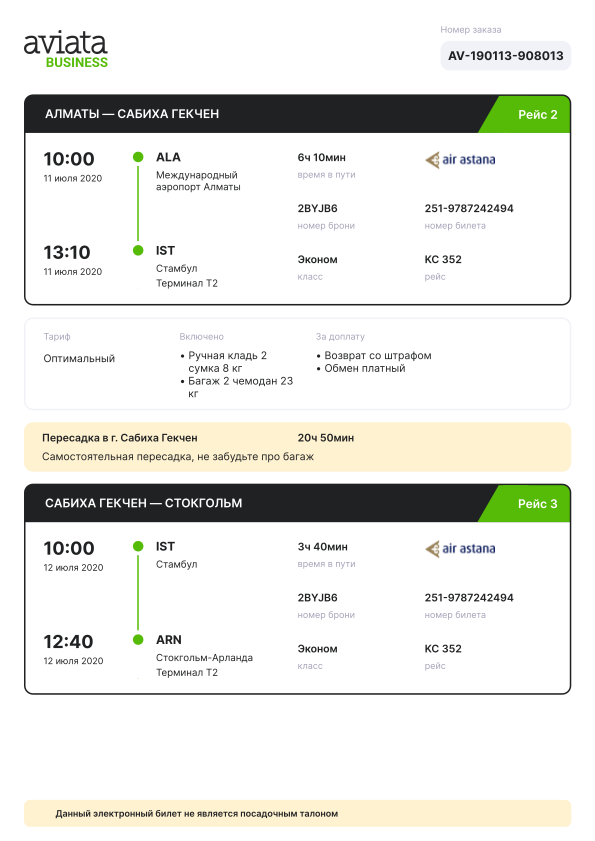 aviata
BUSINESS
Номер заказа
AV-190113-908013
АЛМАТЫ — САБИХА ГЕКЧЕН
Рейс 2
10:00
11 июля 2020
ALA
Международный
аэропорт Алматы
6ч 10мин
время в пути
air astana
2BYJB6
номер брони
251-9787242494
номер билета
13:10
11 июля 2020
IST
Стамбул
Терминал T2
Эконом
класс
KC 352
рейс
Тариф
Оптимальный
Включено
• Ручная кладь 2
сумка 8 кг
• Багаж 2 чемодан 23
кг
За доплату
• Возврат со штрафом
• Обмен платный
Пересадка в г. Сабиха Гекчен
20ч 50мин
Самостоятельная пересадка, не забудьте про багаж
САБИХА ГЕКЧЕН — СТОКГОЛЬМ
Рейс 3
10:00
12 июля 2020
IST
Стамбул
3ч 40мин
время в пути
air astana
2BYJB6
номер брони
251-9787242494
номер билета
12:40
12 июля 2020
ARN
Стокгольм-Арланда
Терминал T2
Эконом
класс
KC 352
рейс
Данный электронный билет не является посадочным талоном